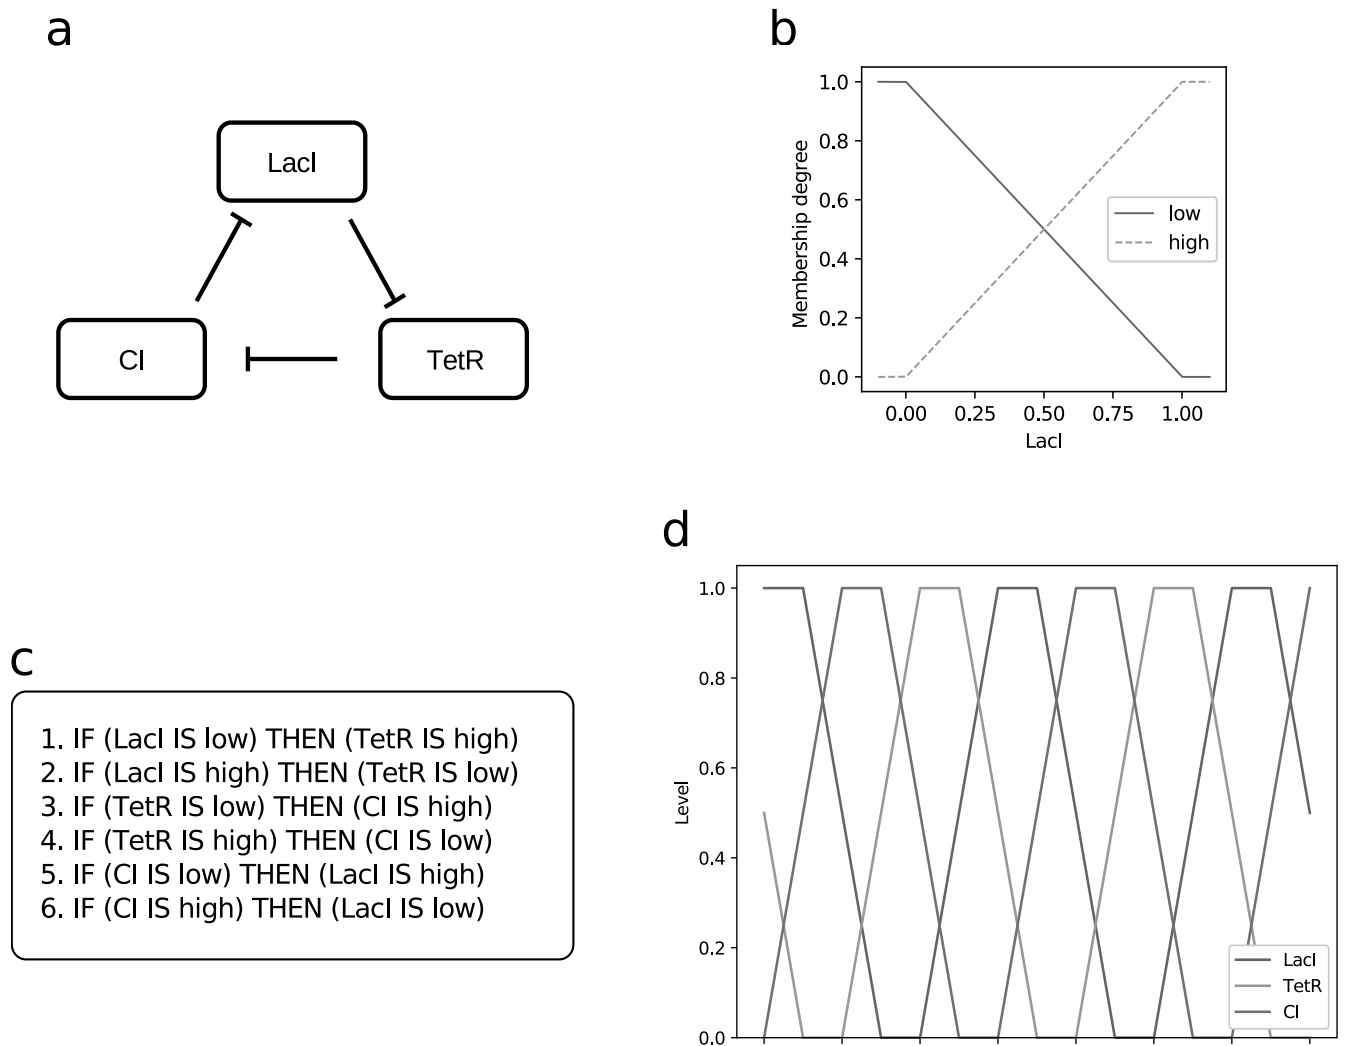 a
LacI
CI
TetR
b
1.0
0.8
0.6
0.4
0.2
0.0
Membership degree
low
high
0.00 0.25 0.50 0.75 1.00
LacI
c
1. IF (LacI IS low) THEN (TetR IS high)
2. IF (LacI IS high) THEN (TetR IS low)
3. IF (TetR IS low) THEN (CI IS high)
4. IF (TetR IS high) THEN (CI IS low)
5. IF (CI IS low) THEN (LacI IS high)
6. IF (CI IS high) THEN (LacI IS low)
d
1.0
0.8
0.6
0.4
0.2
0.0
Level
LacI
TetR
CI